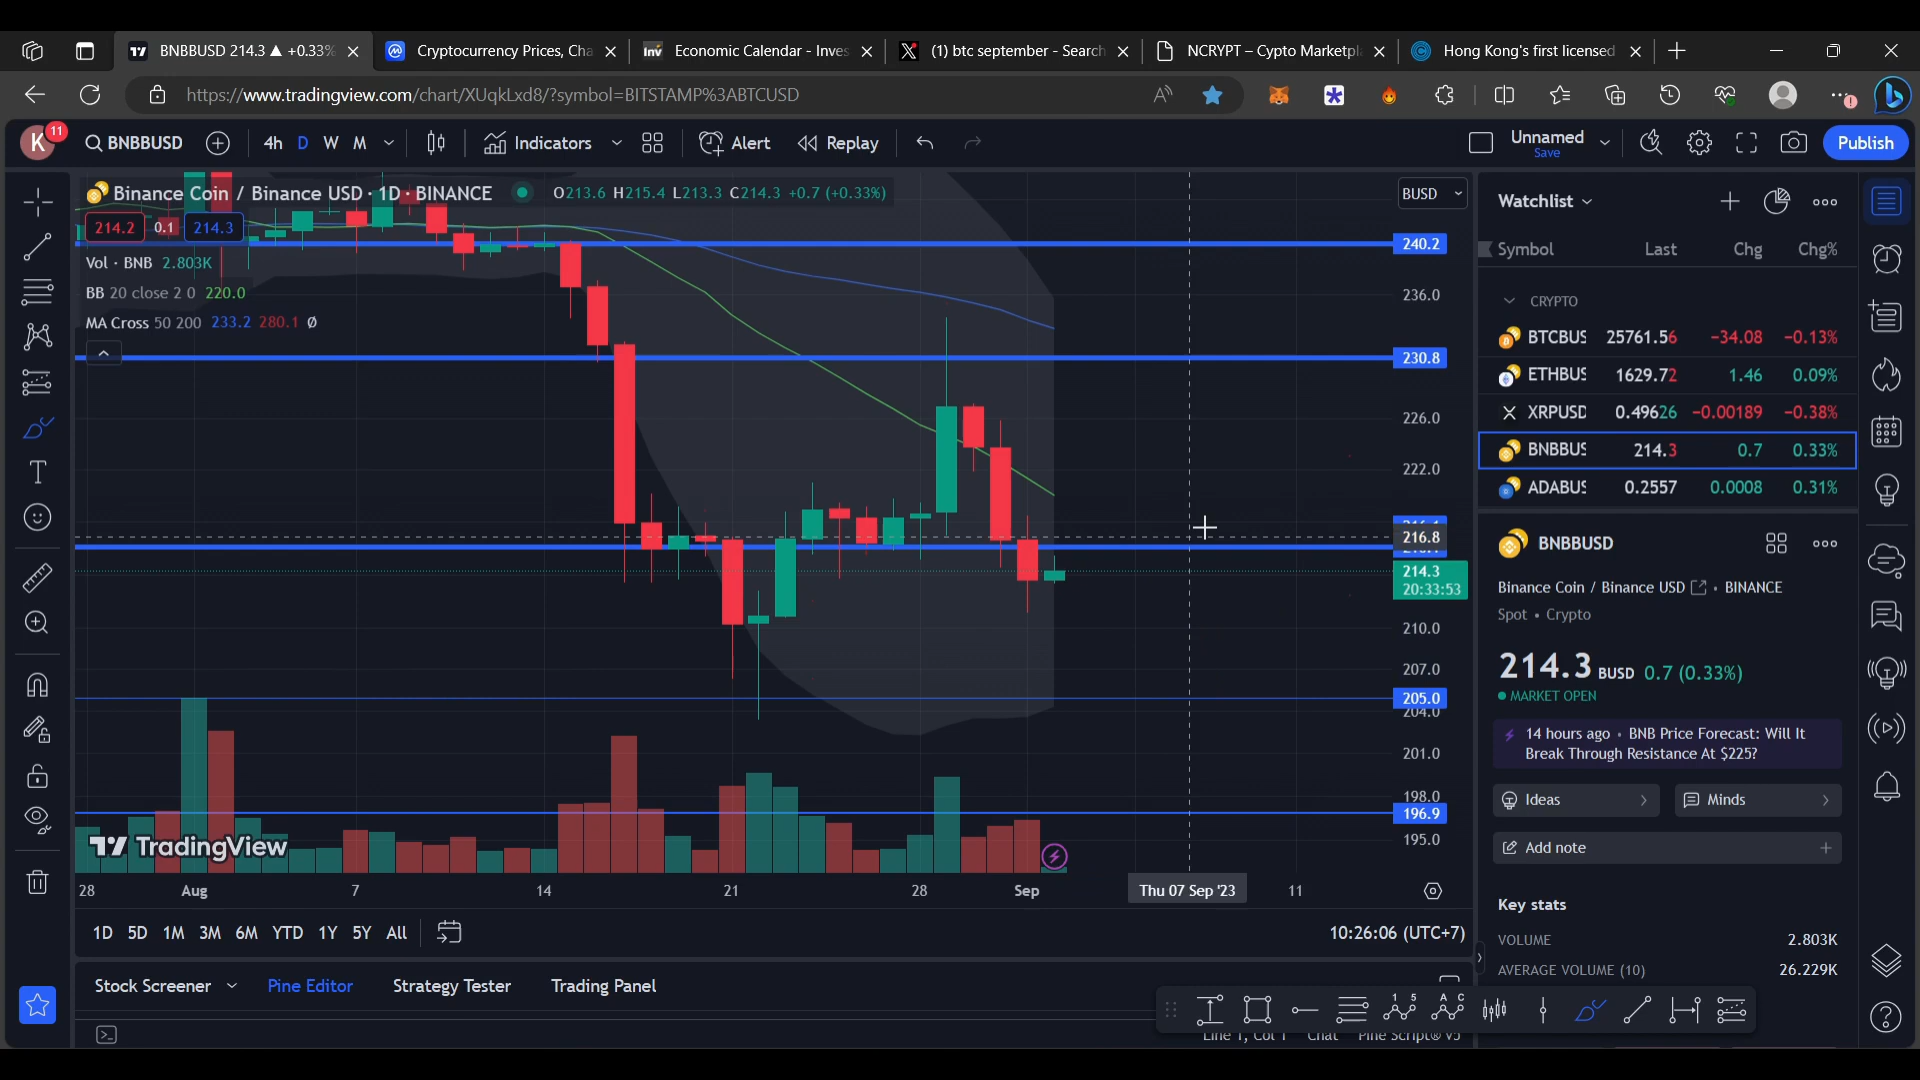 BNBBUSD 214.3 ▲ +0.33%
Cryptocurrency Prices, Cha
Inv Economic Calendar - Inves
(1) btc september - Search
NCRYPT – Cypto Marketpl
Hong Kong's first licensed
https://www.tradingview.com/chart/XUqkLxd8/?symbol=BITSTAMP%3ABTCUSD
K 11 BNBBUSD 4h D W M Indicators Alert Replay Unnamed Save Publish
Binance Coin / Binance USD · 1D · BINANCE O213.6 H215.4 L213.3 C214.3 +0.7 (+0.33%)
BUSD
214.2 0.1 214.3
Vol · BNB 2.803K
BB 20 close 2 0 220.0
MA Cross 50 200 233.2 280.1 Ø
240.2
236.0
230.8
226.0
222.0
216.8
214.3
20:33:53
210.0
207.0
205.0
204.0
201.0
198.0
196.9
195.0
TradingView
28 Aug 7 14 21 28 Sep Thu 07 Sep '23 11
1D 5D 1M 3M 6M YTD 1Y 5Y All 10:26:06 (UTC+7)
Stock Screener Pine Editor Strategy Tester Trading Panel
Line 1, Col 1 Chat Pine Script® v5
Watchlist
Symbol Last Chg Chg%
CRYPTO
BTCBUS 25761.56 -34.08 -0.13%
ETHBUS 1629.72 1.46 0.09%
XRPUSD 0.49626 -0.00189 -0.38%
BNBBUS 214.3 0.7 0.33%
ADABUS 0.2557 0.0008 0.31%
BNBBUSD
Binance Coin / Binance USD · BINANCE
Spot • Crypto
214.3 BUSD 0.7 (0.33%)
MARKET OPEN
14 hours ago • BNB Price Forecast: Will It
Break Through Resistance At $225?
Ideas Minds
Add note
Key stats
VOLUME 2.803K
AVERAGE VOLUME (10) 26.229K